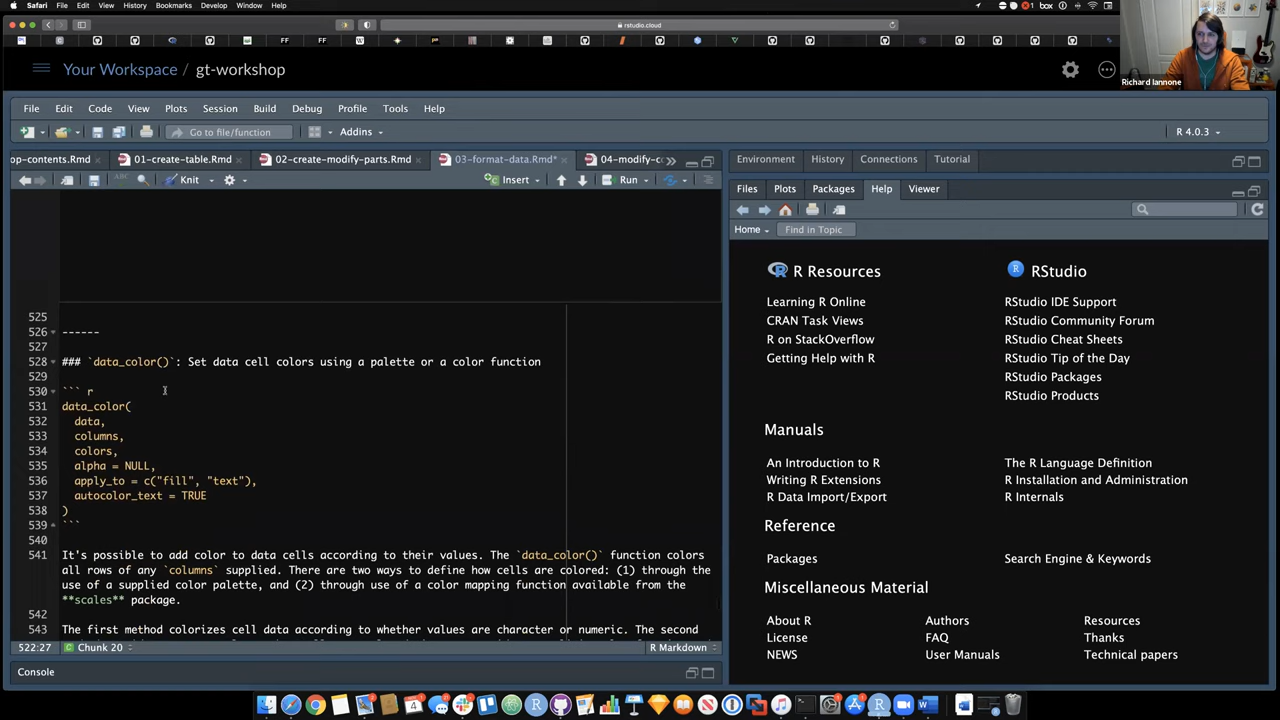 Safari File Edit View History Bookmarks Develop Window Help
1 box
rstudio.cloud
FF FF
Your Workspace / gt-workshop
Richard Iannone
File Edit Code View Plots Session Build Debug Profile Tools Help
Go to file/function Addins R 4.0.3
op-contents.Rmd 01-create-table.Rmd 02-create-modify-parts.Rmd 03-format-data.Rmd* 04-modify-co
Knit Insert Run
525
526 ------
527
528 ### `data_color()`: Set data cell colors using a palette or a color function
529
530 ``` r
531 data_color(
532 data,
533 columns,
534 colors,
535 alpha = NULL,
536 apply_to = c("fill", "text"),
537 autocolor_text = TRUE
538 )
539 ```
540
541 It's possible to add color to data cells according to their values. The `data_color()` function colors
all rows of any `columns` supplied. There are two ways to define how cells are colored: (1) through the
use of a supplied color palette, and (2) through use of a color mapping function available from the
**scales** package.
542
543 The first method colorizes cell data according to whether values are character or numeric. The second
522:27 Chunk 20 R Markdown
Console
Environment History Connections Tutorial
Files Plots Packages Help Viewer
Home Find in Topic
R Resources
Learning R Online
CRAN Task Views
R on StackOverflow
Getting Help with R
RStudio
RStudio IDE Support
RStudio Community Forum
RStudio Cheat Sheets
RStudio Tip of the Day
RStudio Packages
RStudio Products
Manuals
An Introduction to R
Writing R Extensions
R Data Import/Export
The R Language Definition
R Installation and Administration
R Internals
Reference
Packages
Search Engine & Keywords
Miscellaneous Material
About R
License
NEWS
Authors
FAQ
User Manuals
Resources
Thanks
Technical papers